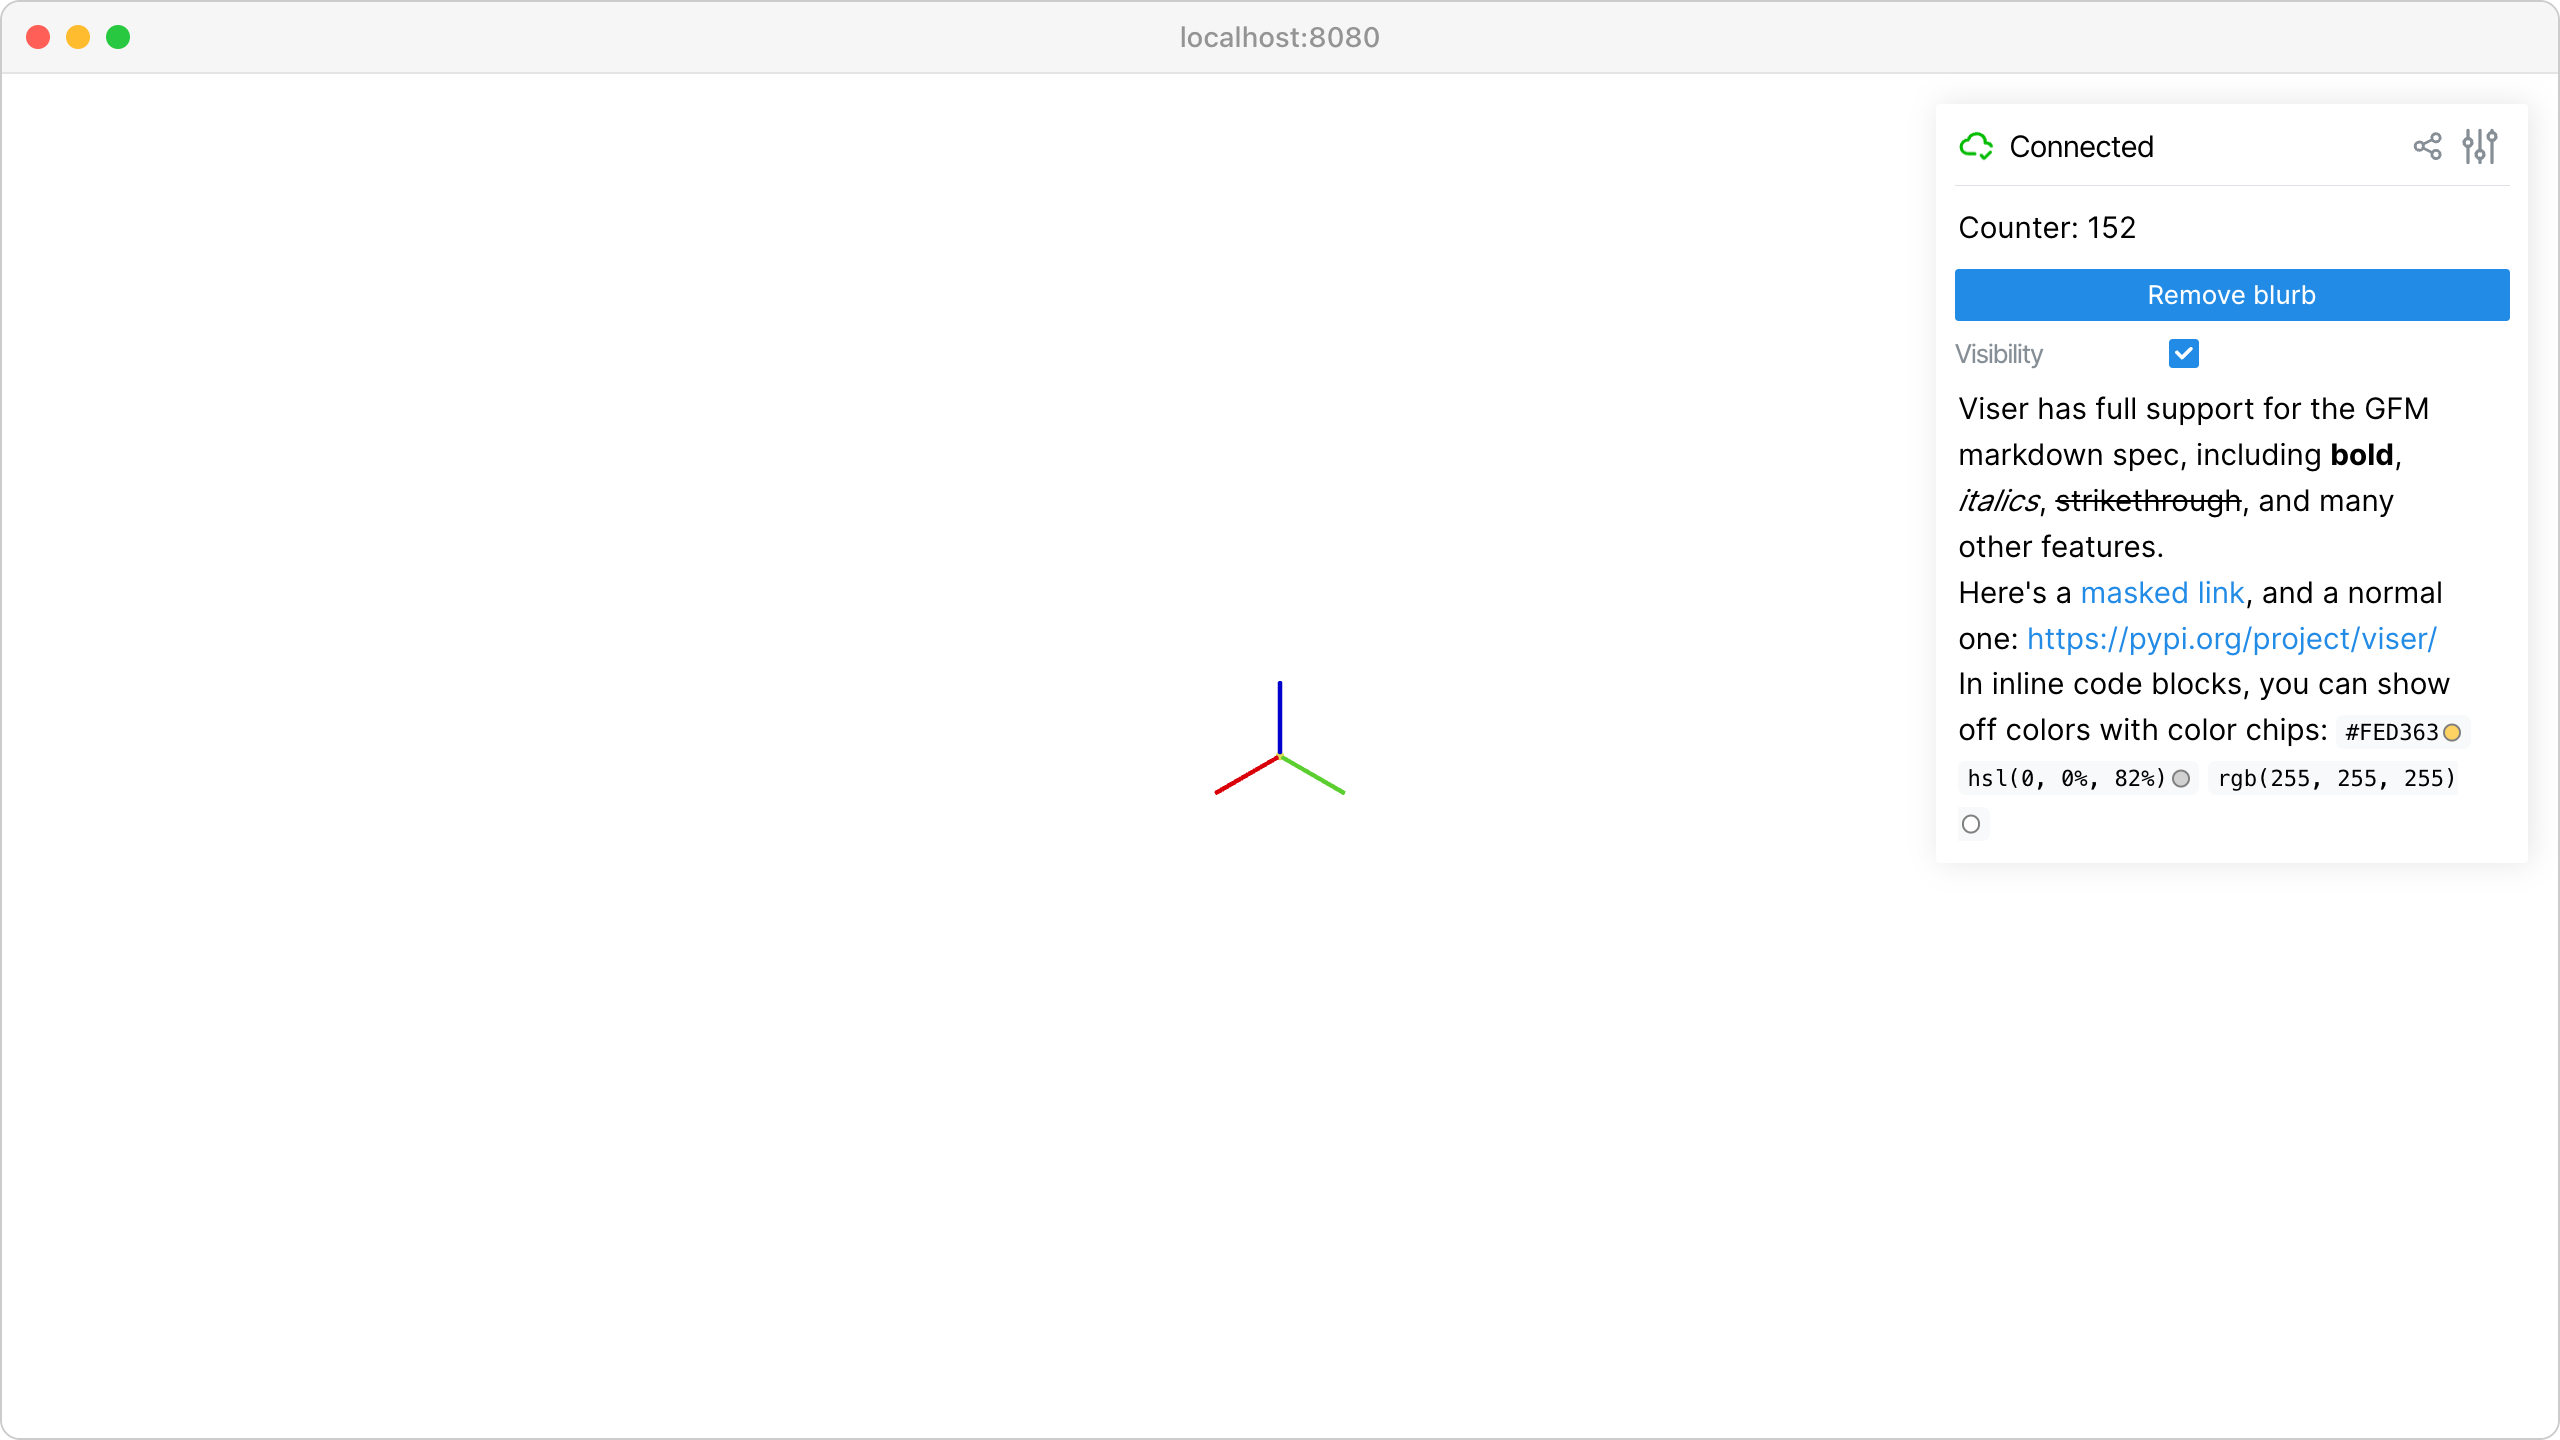 localhost:8080
Connected
Counter: 152
Remove blurb
Visibility
Viser has full support for the GFM
markdown spec, including bold,
italics, strikethrough, and many
other features.
Here's a masked link, and a normal
one: https://pypi.org/project/viser/
In inline code blocks, you can show
off colors with color chips: #FED363
hsl(0, 0%, 82%) rgb(255, 255, 255)